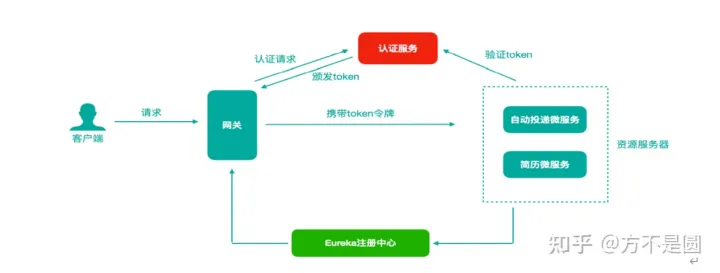 认证服务
认证请求
颁发token
验证token
请求
网关
携带token令牌
客户端
自动投递微服务
简历微服务
资源服务器
Eureka注册中心
知乎 @方不是圆